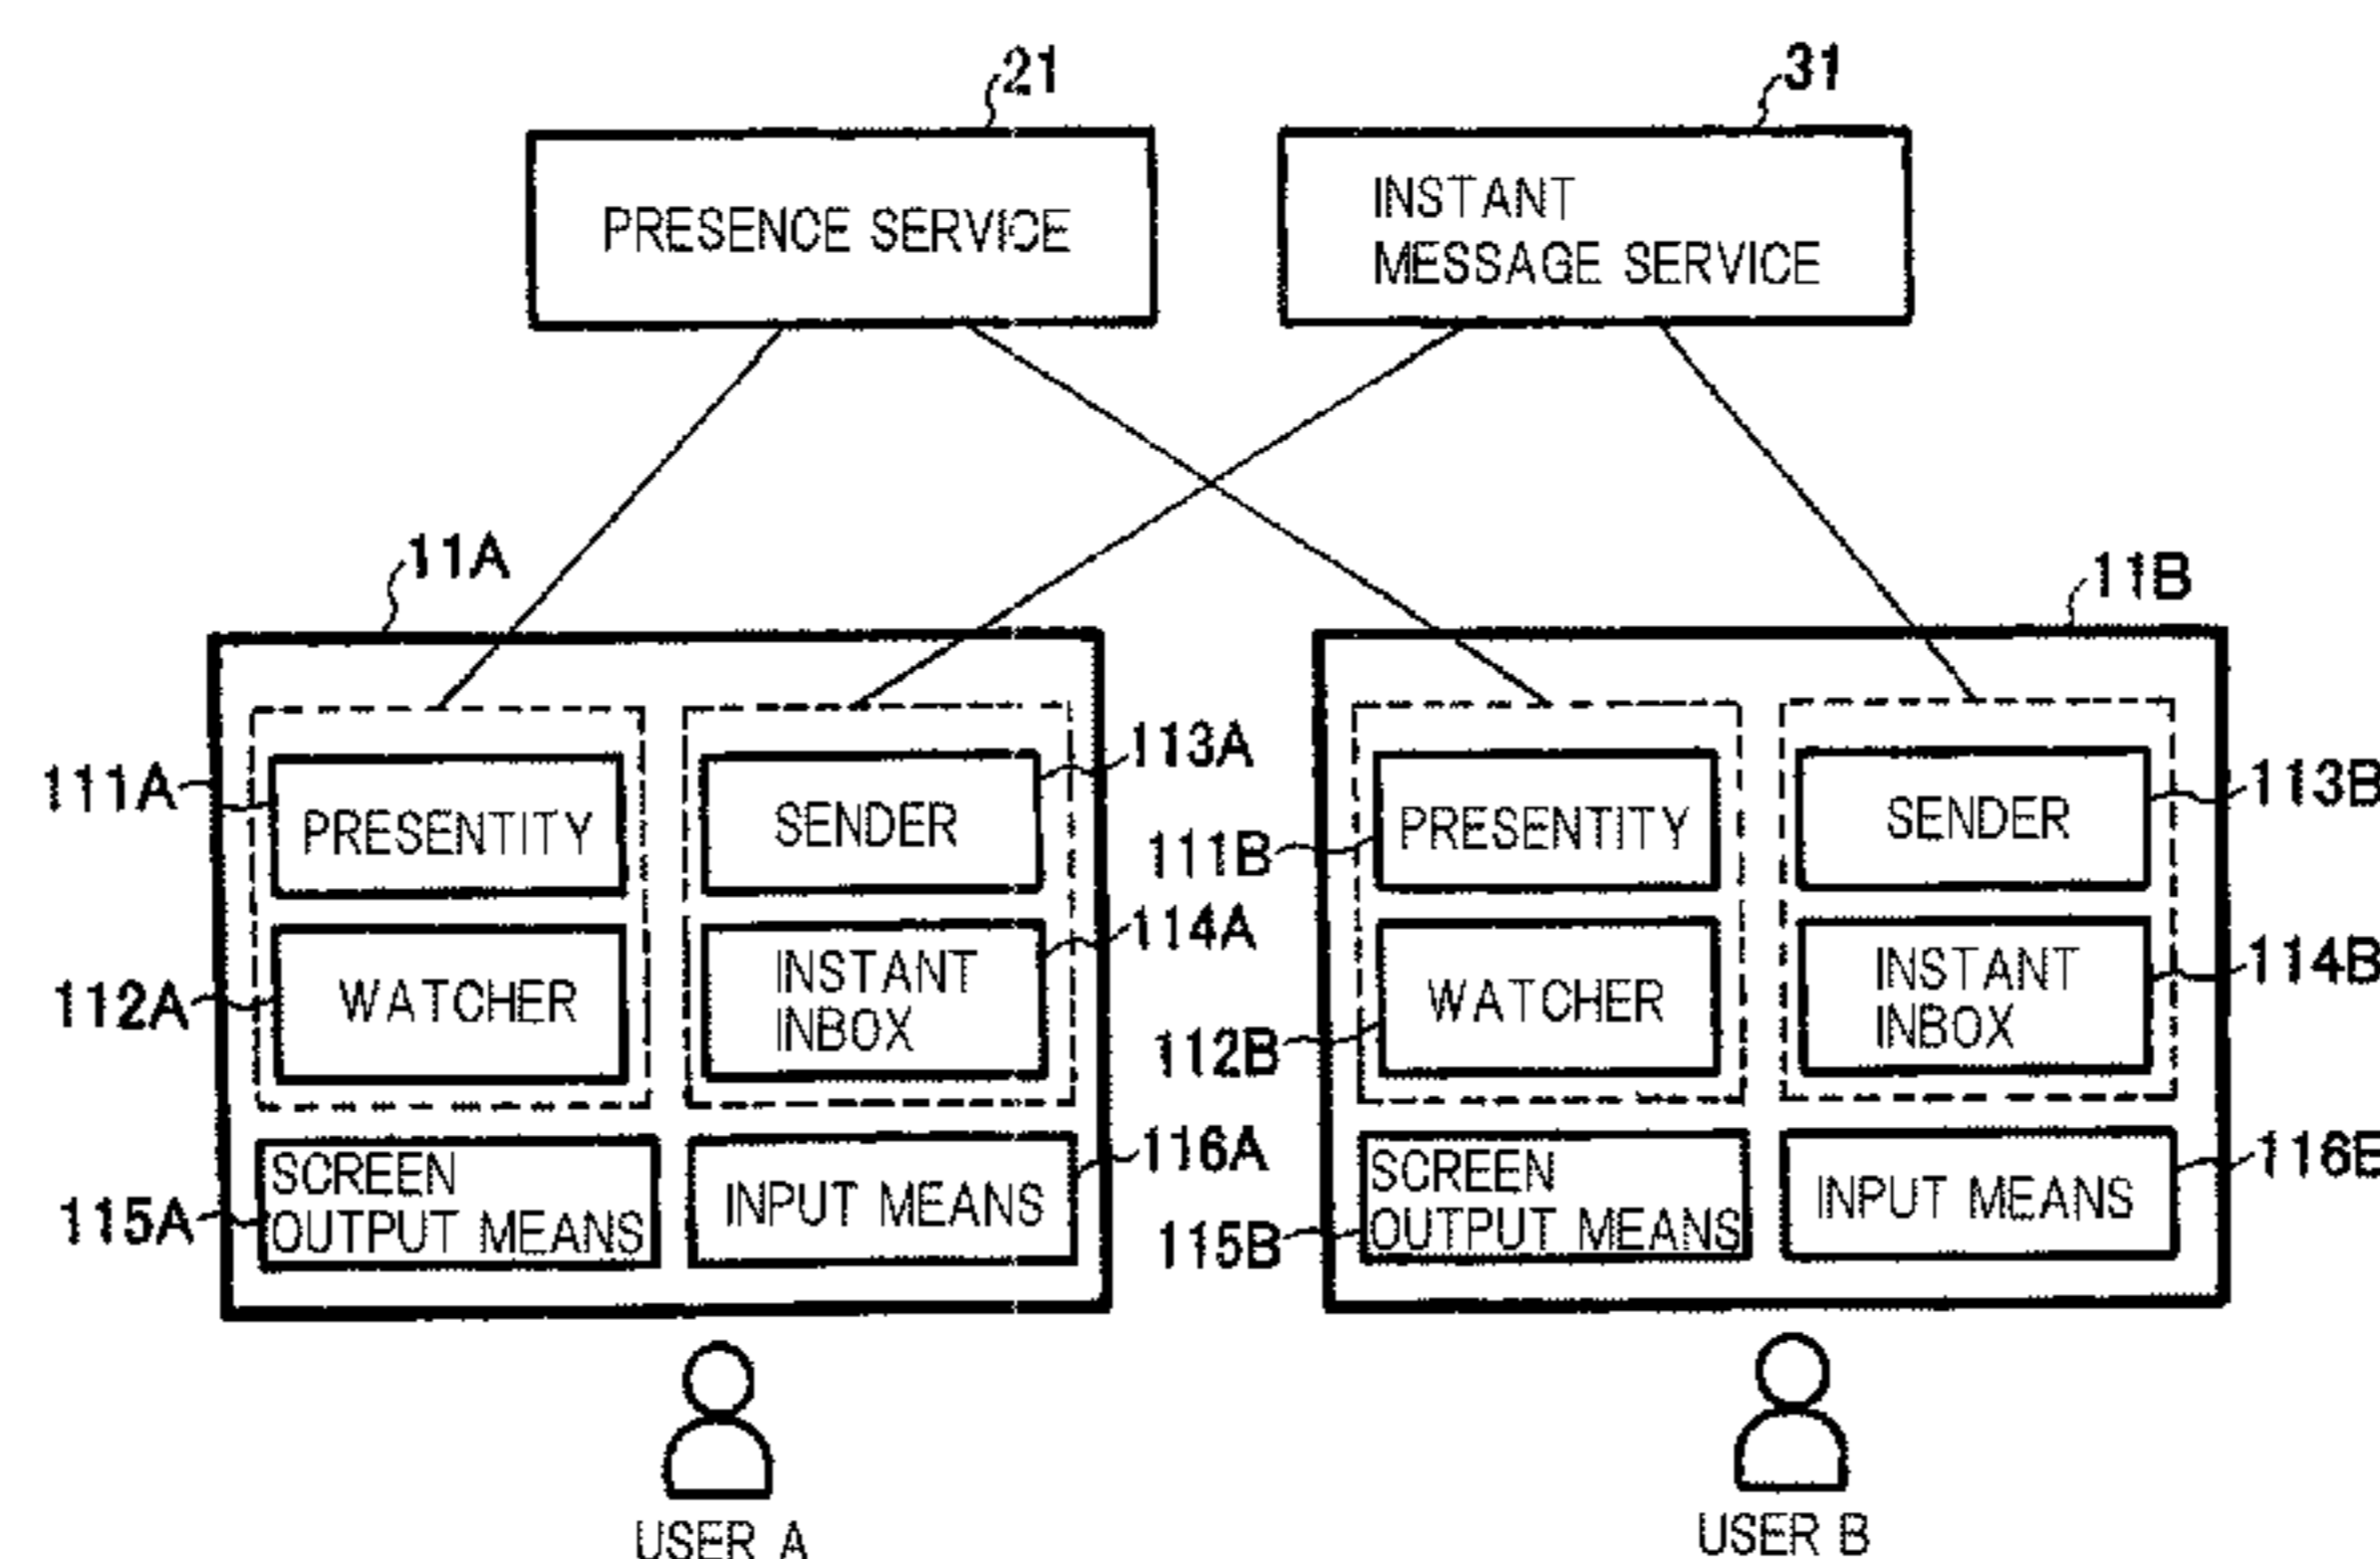 21
31
PRESENCE SERVICE
INSTANT
MESSAGE SERVICE
11A
11B
111A
PRESENTITY
SENDER
113A
111B
PRESENTITY
SENDER
113B
112A
WATCHER
INSTANT
INBOX
114A
112B
WATCHER
INSTANT
INBOX
114B
115A
SCREEN
OUTPUT MEANS
INPUT MEANS
116A
115B
SCREEN
OUTPUT MEANS
INPUT MEANS
USER A
USER B